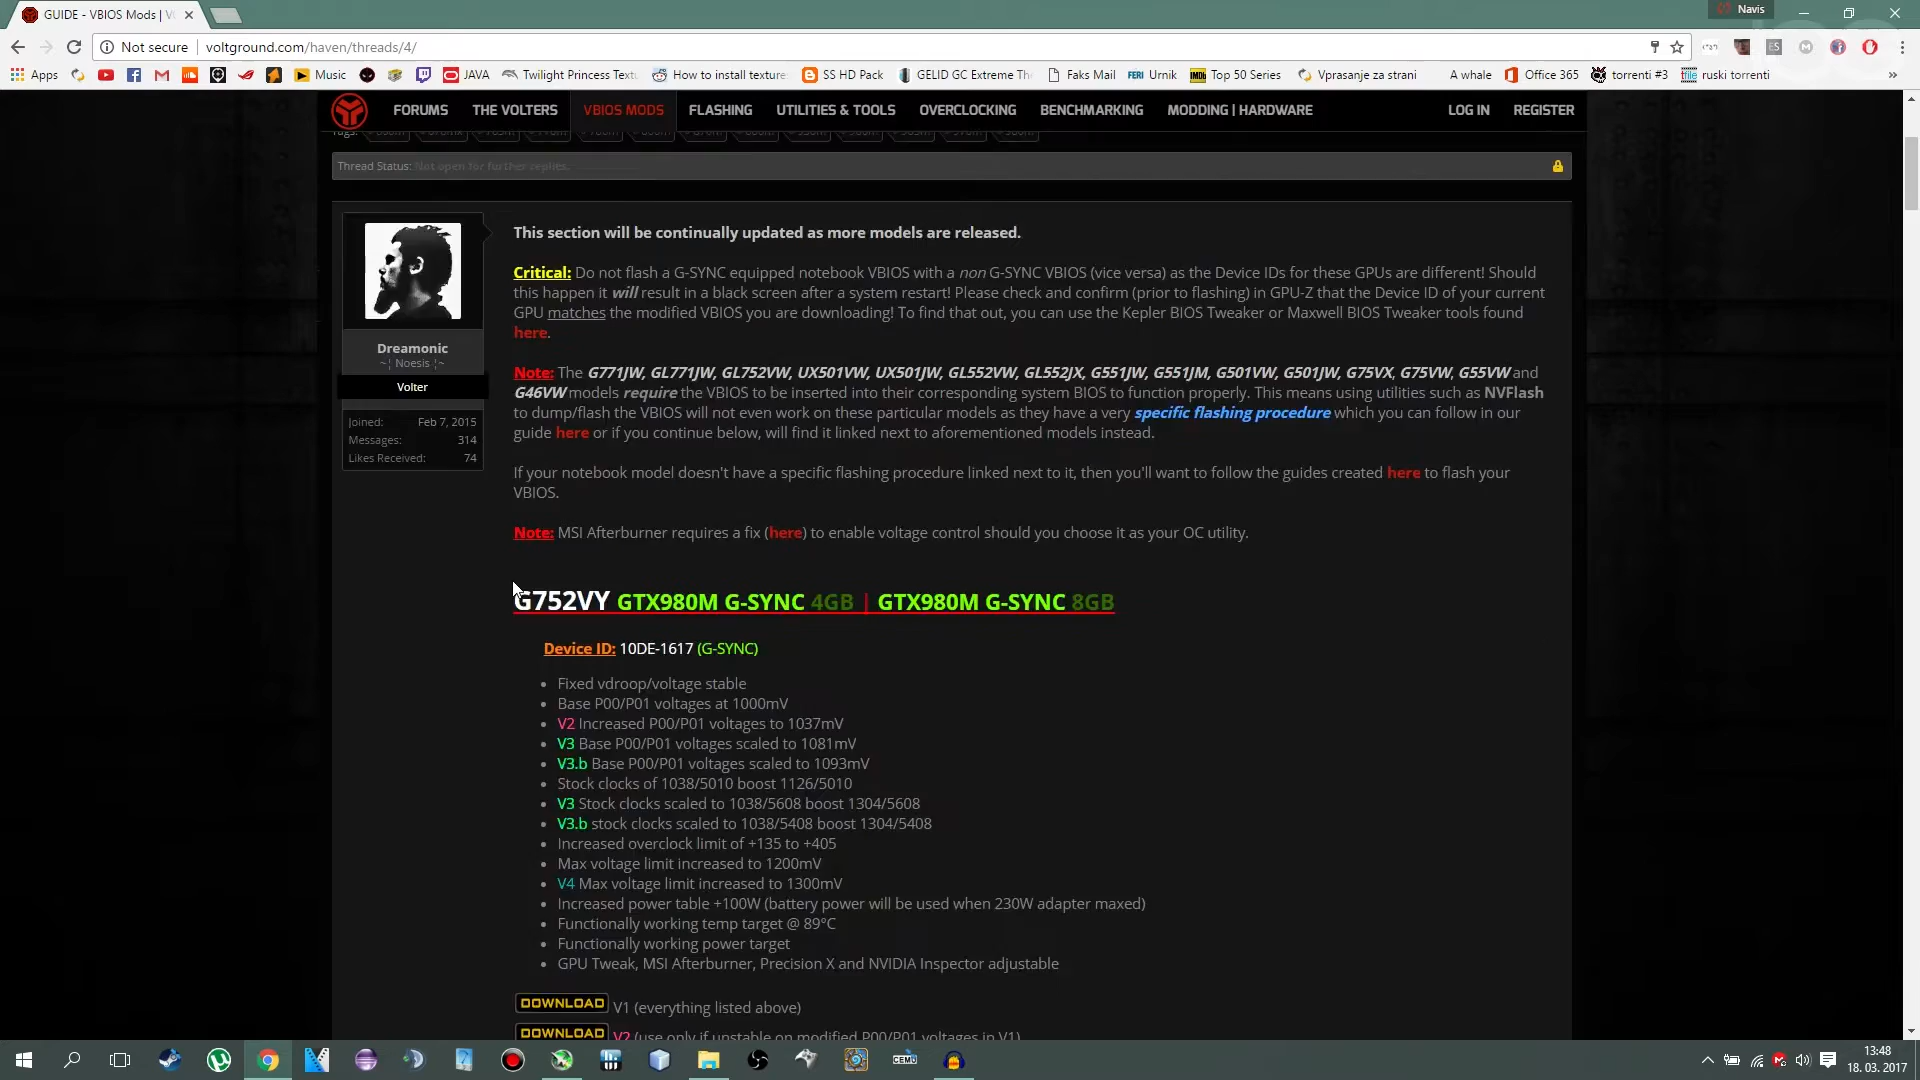 GUIDE - VBIOS Mods | V
Navis
Not secure | voltground.com/haven/threads/4/
Apps
Music
JAVA
Twilight Princess Textu
How to install texture
SS HD Pack
GELID GC Extreme Th
Faks Mail
FERI Urnik
IMDb Top 50 Series
Vprasanje za strani
A whale
Office 365
torrenti #3
ruski torrenti
FORUMS
THE VOLTERS
VBIOS MODS
FLASHING
UTILITIES & TOOLS
OVERCLOCKING
BENCHMARKING
MODDING | HARDWARE
LOG IN
REGISTER
Thread Status: Not open for further replies.
Dreamonic
~¦ Noesis ¦~
Volter
Joined: Feb 7, 2015
Messages: 314
Likes Received: 74
This section will be continually updated as more models are released.
Critical: Do not flash a G-SYNC equipped notebook VBIOS with a non G-SYNC VBIOS (vice versa) as the Device IDs for these GPUs are different! Should
this happen it will result in a black screen after a system restart! Please check and confirm (prior to flashing) in GPU-Z that the Device ID of your current
GPU matches the modified VBIOS you are downloading! To find that out, you can use the Kepler BIOS Tweaker or Maxwell BIOS Tweaker tools found
here.
Note: The G771JW, GL771JW, GL752VW, UX501VW, UX501JW, GL552VW, GL552JX, G551JW, G551JM, G501VW, G501JW, G75VX, G75VW, G55VW and
G46VW models require the VBIOS to be inserted into their corresponding system BIOS to function properly. This means using utilities such as NVFlash
to dump/flash the VBIOS will not even work on these particular models as they have a very specific flashing procedure which you can follow in our
guide here or if you continue below, will find it linked next to aforementioned models instead.
If your notebook model doesn't have a specific flashing procedure linked next to it, then you'll want to follow the guides created here to flash your
VBIOS.
Note: MSI Afterburner requires a fix (here) to enable voltage control should you choose it as your OC utility.
G752VY GTX980M G-SYNC 4GB | GTX980M G-SYNC 8GB
Device ID: 10DE-1617 (G-SYNC)
• Fixed vdroop/voltage stable
• Base P00/P01 voltages at 1000mV
• V2 Increased P00/P01 voltages to 1037mV
• V3 Base P00/P01 voltages scaled to 1081mV
• V3.b Base P00/P01 voltages scaled to 1093mV
• Stock clocks of 1038/5010 boost 1126/5010
• V3 Stock clocks scaled to 1038/5608 boost 1304/5608
• V3.b stock clocks scaled to 1038/5408 boost 1304/5408
• Increased overclock limit of +135 to +405
• Max voltage limit increased to 1200mV
• V4 Max voltage limit increased to 1300mV
• Increased power table +100W (battery power will be used when 230W adapter maxed)
• Functionally working temp target @ 89°C
• Functionally working power target
• GPU Tweak, MSI Afterburner, Precision X and NVIDIA Inspector adjustable
DOWNLOAD V1 (everything listed above)
DOWNLOAD V2 (use only if unstable on modified P00/P01 voltages in V1)
CEMU
13:48
18. 03. 2017